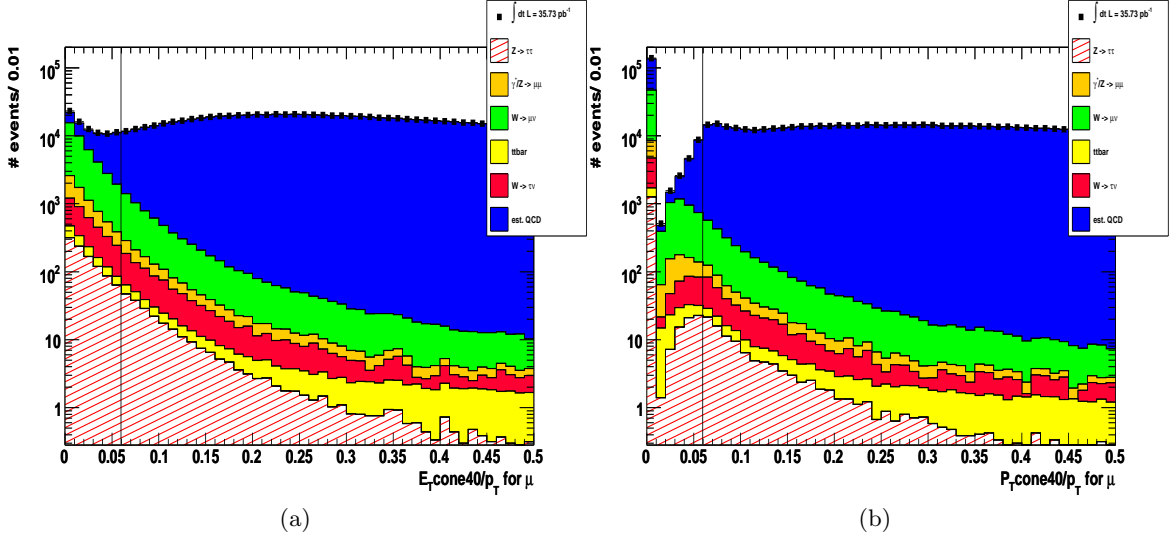 # events/ 0.01
10⁵
10⁴
10³
10²
10
1
0 0.05 0.1 0.15 0.2 0.25 0.3 0.35 0.4 0.45 0.5
E_Tcone40/p_T for μ
∫ dt L = 35.73 pb⁻¹
Z -> ττ
γ*/Z -> μμ
W -> μν
ttbar
W -> τν
est. QCD
(a)
# events/ 0.01
10⁵
10⁴
10³
10²
10
1
0 0.05 0.1 0.15 0.2 0.25 0.3 0.35 0.4 0.45 0.5
P_Tcone40/p_T for μ
∫ dt L = 35.73 pb⁻¹
Z -> ττ
γ*/Z -> μμ
W -> μν
ttbar
W -> τν
est. QCD
(b)